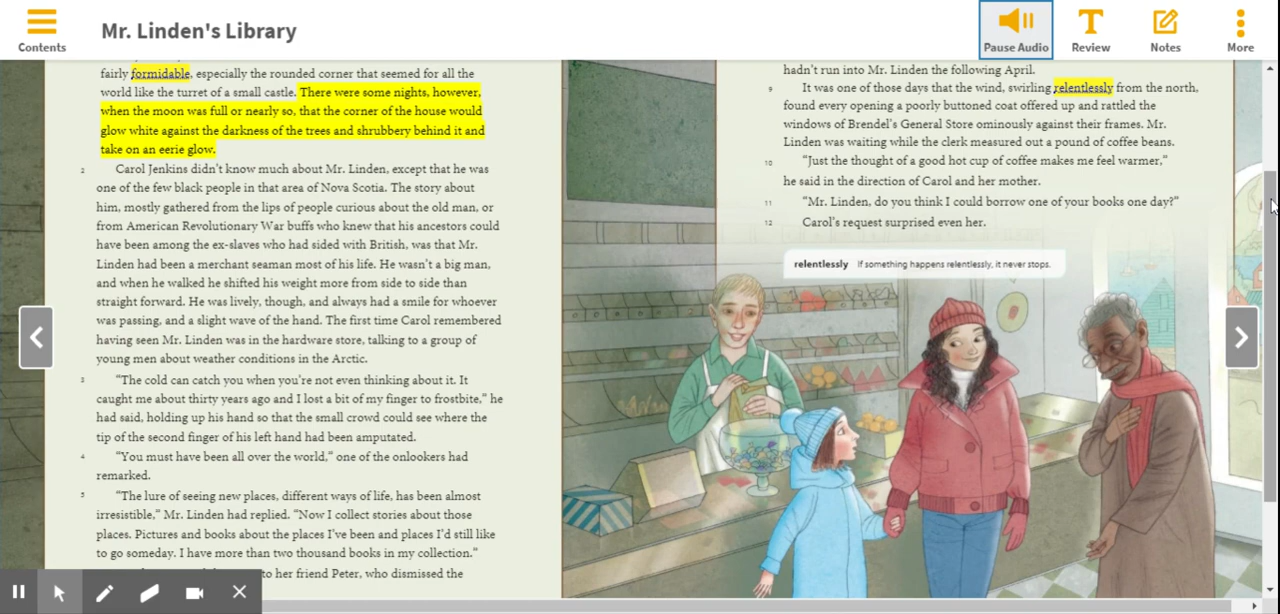 Contents
Mr. Linden's Library
Pause Audio
Review
Notes
More
fairly formidable, especially the rounded corner that seemed for all the
world like the turret of a small castle. There were some nights, however,
when the moon was full or nearly so, that the corner of the house would
glow white against the darkness of the trees and shrubbery behind it and
take on an eerie glow.
2 Carol Jenkins didn't know much about Mr. Linden, except that he was
one of the few black people in that area of Nova Scotia. The story about
him, mostly gathered from the lips of people curious about the old man, or
from American Revolutionary War buffs who knew that his ancestors could
have been among the ex-slaves who had sided with British, was that Mr.
Linden had been a merchant seaman most of his life. He wasn't a big man,
and when he walked he shifted his weight more from side to side than
straight forward. He was lively, though, and always had a smile for whoever
was passing, and a slight wave of the hand. The first time Carol remembered
having seen Mr. Linden was in the hardware store, talking to a group of
young men about weather conditions in the Arctic.
3 "The cold can catch you when you're not even thinking about it. It
caught me about thirty years ago and I lost a bit of my finger to frostbite," he
had said, holding up his hand so that the small crowd could see where the
tip of the second finger of his left hand had been amputated.
4 "You must have been all over the world," one of the onlookers had
remarked.
5 "The lure of seeing new places, different ways of life, has been almost
irresistible," Mr. Linden had replied. "Now I collect stories about those
places. Pictures and books about the places I've been and places I'd still like
to go someday. I have more than two thousand books in my collection."
to her friend Peter, who dismissed the
hadn't run into Mr. Linden the following April.
9 It was one of those days that the wind, swirling relentlessly from the north,
found every opening a poorly buttoned coat offered up and rattled the
windows of Brendel's General Store ominously against their frames. Mr.
Linden was waiting while the clerk measured out a pound of coffee beans.
10 "Just the thought of a good hot cup of coffee makes me feel warmer,"
he said in the direction of Carol and her mother.
11 "Mr. Linden, do you think I could borrow one of your books one day?"
12 Carol's request surprised even her.
relentlessly If something happens relentlessly, it never stops.